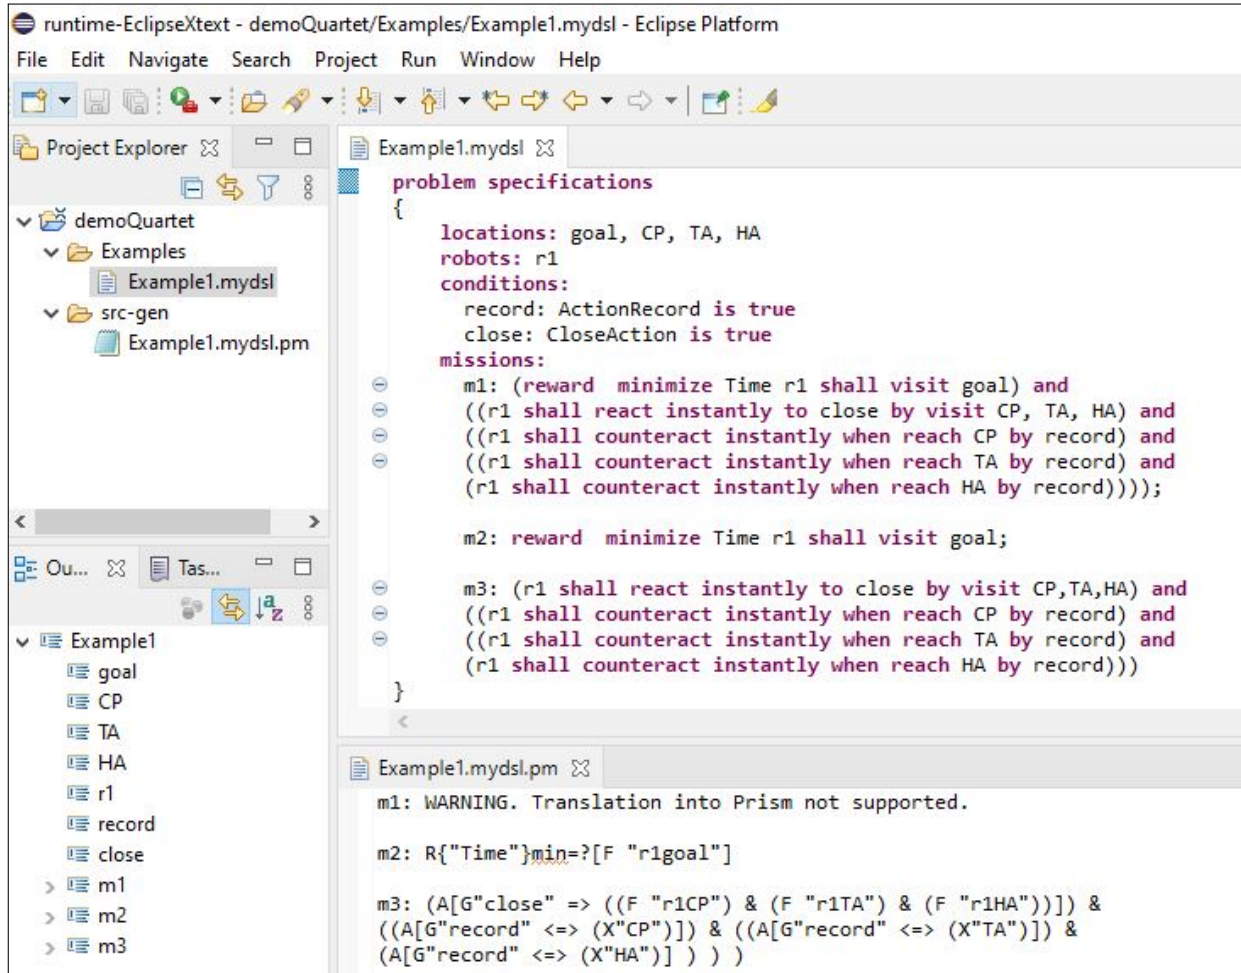 runtime-EclipseXtext - demoQuartet/Examples/Example1.mydsl - Eclipse Platform
File Edit Navigate Search Project Run Window Help
Project Explorer
demoQuartet
Examples
Example1.mydsl
src-gen
Example1.mydsl.pm
Ou... Tas...
Example1
goal
CP
TA
HA
r1
record
close
m1
m2
m3
Example1.mydsl
problem specifications
{
locations: goal, CP, TA, HA
robots: r1
conditions:
record: ActionRecord is true
close: CloseAction is true
missions:
m1: (reward  minimize Time r1 shall visit goal) and
((r1 shall react instantly to close by visit CP, TA, HA) and
((r1 shall counteract instantly when reach CP by record) and
((r1 shall counteract instantly when reach TA by record) and
(r1 shall counteract instantly when reach HA by record))));
m2: reward  minimize Time r1 shall visit goal;
m3: (r1 shall react instantly to close by visit CP,TA,HA) and
((r1 shall counteract instantly when reach CP by record) and
((r1 shall counteract instantly when reach TA by record) and
(r1 shall counteract instantly when reach HA by record)))
}
Example1.mydsl.pm
m1: WARNING. Translation into Prism not supported.
m2: R{"Time"}min=?[F "r1goal"]
m3: (A[G"close" => ((F "r1CP") & (F "r1TA") & (F "r1HA"))]) &
((A[G"record" <=> (X"CP")]) & ((A[G"record" <=> (X"TA")]) &
(A[G"record" <=> (X"HA")] ) ) )